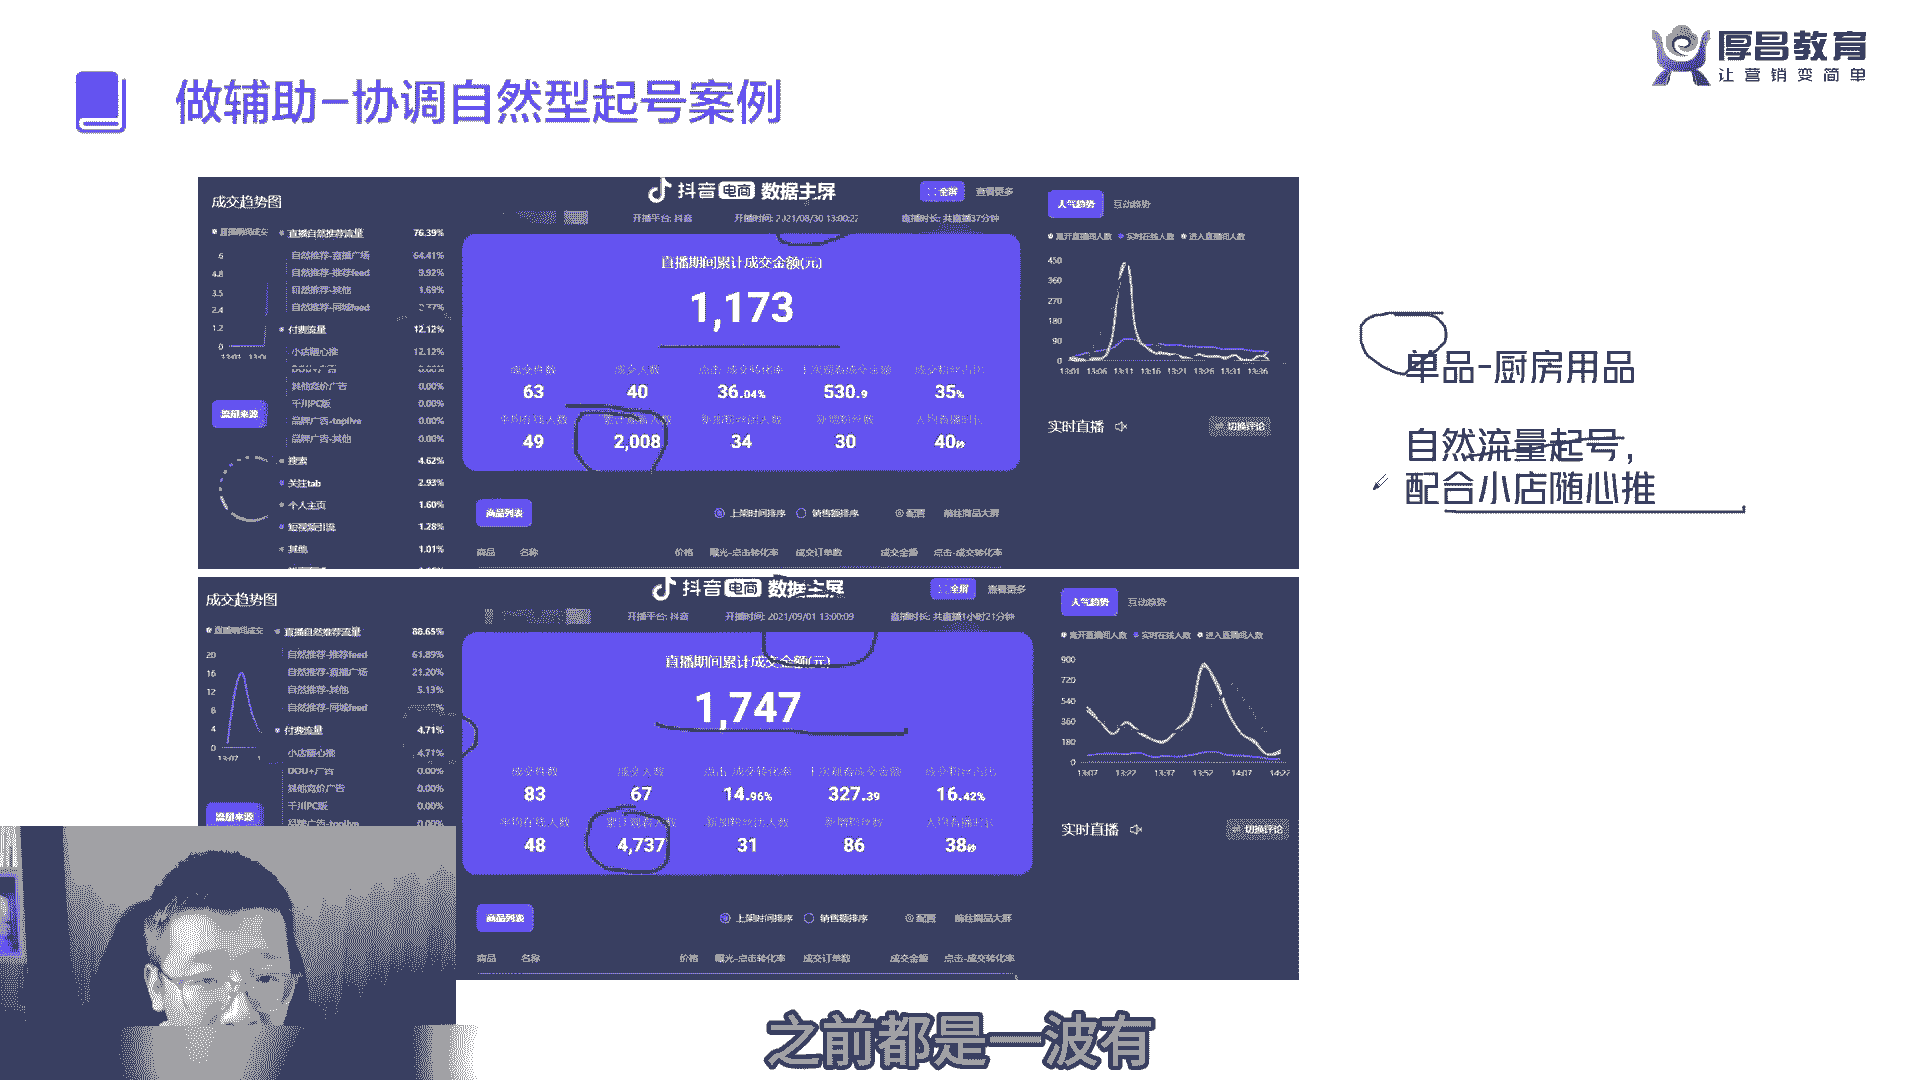 厚昌教育
让营销变简单
做辅助-协调自然型起号案例
成交趋势图
抖音电商 数据主屏
全屏 查看更多
开播平台: 抖音 开播时间: 2021/08/30 13:00:27 直播时长: 共直播37分钟
直播期间成交
直播自然推荐流量 76.39%
自然推荐-直播广场 64.41%
自然推荐-推荐feed 9.92%
自然推荐-其他 1.69%
自然推荐-同城feed
付费流量 12.12%
小店随心推 12.12%
DOU+广告 0.00%
其他竞价广告 0.00%
千川PC版 0.00%
品牌广告-toplive 0.00%
品牌广告-其他 0.00%
搜索 4.62%
关注tab 2.93%
个人主页 1.60%
短视频引流 1.28%
其他 1.01%
6
4.8
3.5
2.4
1.2
0
流量来源
直播期间累计成交金额(元)
1,173
成交件数 成交人数 点击-成交转化率 千次观看成交金额 成交粉丝占比
63 40 36.04% 530.9 35%
平均在线人数 累计观看人数 新加粉丝团人数 新增粉丝数 人均看播时长
49 2,008 34 30 40秒
商品列表 上架时间排序 销售额排序 配置 前往商品大屏
商品 名称 价格 曝光-点击转化率 成交订单数 成交金额 点击-成交转化率
人气趋势 互动趋势
离开直播间人数 实时在线人数 进入直播间人数
450
360
270
180
90
0
13:01 13:06 13:11 13:16 13:21 13:26 13:31 13:36
实时直播 切换评论
单品-厨房用品
自然流量起号,
配合小店随心推
成交趋势图
抖音电商 数据主屏
全屏 查看更多
开播平台: 抖音 开播时间: 2021/09/01 13:00:09 直播时长: 共直播1小时21分钟
直播期间成交
直播自然推荐流量 88.65%
自然推荐-推荐feed 61.89%
自然推荐-直播广场 21.20%
自然推荐-其他 5.13%
自然推荐-同城feed
付费流量 4.71%
小店随心推 4.71%
DOU+广告 0.00%
其他竞价广告 0.00%
千川PC版 0.00%
品牌广告-toplive 0.00%
20
16
12
8
4
0
13:07
流量来源
直播期间累计成交金额(元)
1,747
成交件数 成交人数 点击-成交转化率 千次观看成交金额 成交粉丝占比
83 67 14.96% 327.39 16.42%
平均在线人数 累计观看人数 新加粉丝团人数 新增粉丝数 人均看播时长
48 4,737 31 86 38秒
商品列表 上架时间排序 销售额排序 配置 前往商品大屏
商品 名称 价格 曝光-点击转化率 成交订单数 成交金额 点击-成交转化率
人气趋势 互动趋势
离开直播间人数 实时在线人数 进入直播间人数
900
720
540
360
180
0
13:07 13:22 13:37 13:52 14:07 14:22
实时直播 切换评论
之前都是一波有